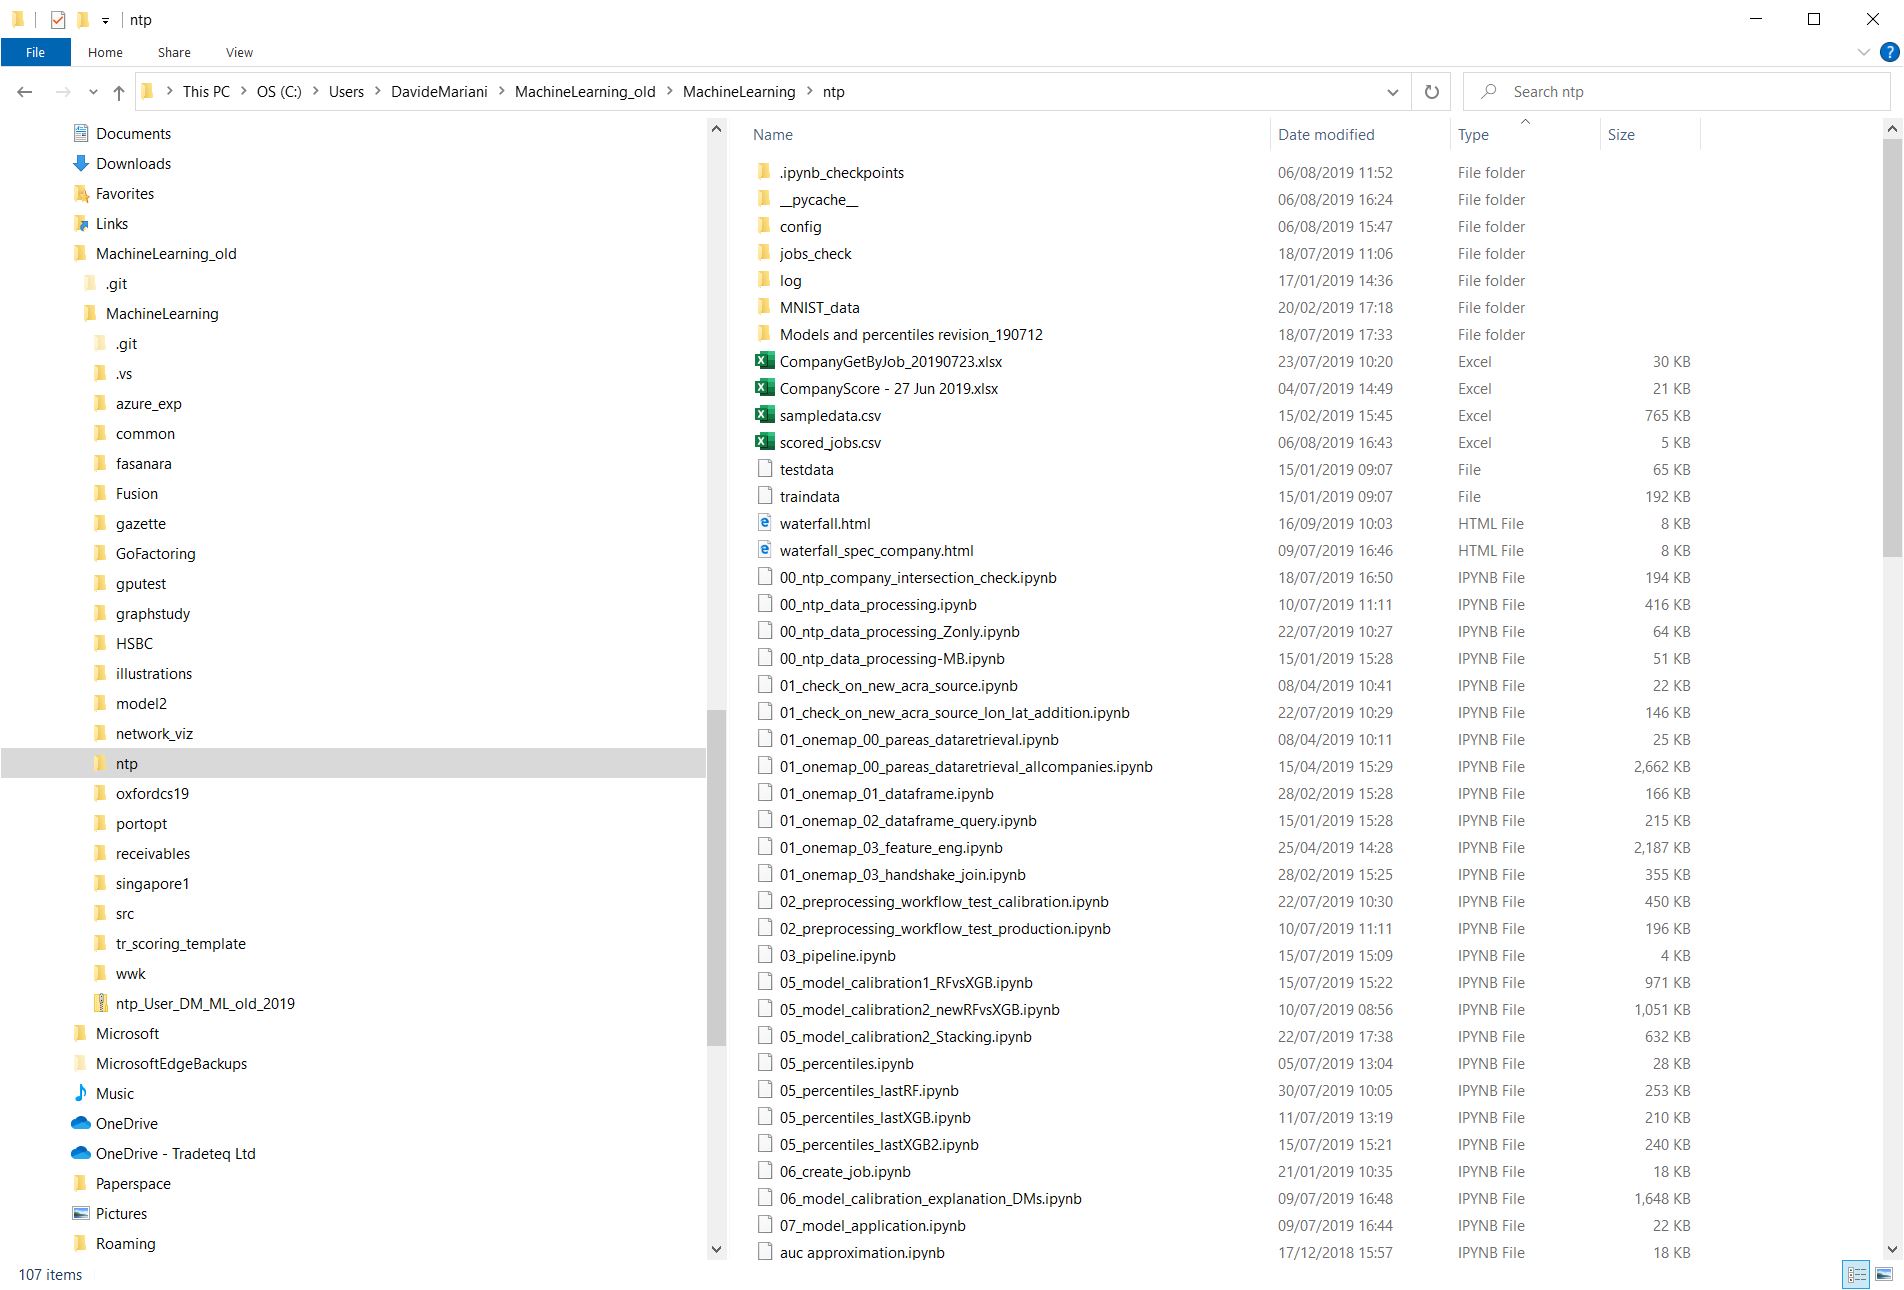 ntp
File Home Share View
This PC OS (C:) Users DavideMariani MachineLearning_old MachineLearning ntp
Search ntp
Documents
Downloads
Favorites
Links
MachineLearning_old
.git
MachineLearning
.git
.vs
azure_exp
common
fasanara
Fusion
gazette
GoFactoring
gputest
graphstudy
HSBC
illustrations
model2
network_viz
ntp
oxfordcs19
portopt
receivables
singapore1
src
tr_scoring_template
wwk
ntp_User_DM_ML_old_2019
Microsoft
MicrosoftEdgeBackups
Music
OneDrive
OneDrive - Tradeteq Ltd
Paperspace
Pictures
Roaming
Name Date modified Type Size
.ipynb_checkpoints 06/08/2019 11:52 File folder
__pycache__ 06/08/2019 16:24 File folder
config 06/08/2019 15:47 File folder
jobs_check 18/07/2019 11:06 File folder
log 17/01/2019 14:36 File folder
MNIST_data 20/02/2019 17:18 File folder
Models and percentiles revision_190712 18/07/2019 17:33 File folder
CompanyGetByJob_20190723.xlsx 23/07/2019 10:20 Excel 30 KB
CompanyScore - 27 Jun 2019.xlsx 04/07/2019 14:49 Excel 21 KB
sampledata.csv 15/02/2019 15:45 Excel 765 KB
scored_jobs.csv 06/08/2019 16:43 Excel 5 KB
testdata 15/01/2019 09:07 File 65 KB
traindata 15/01/2019 09:07 File 192 KB
waterfall.html 16/09/2019 10:03 HTML File 8 KB
waterfall_spec_company.html 09/07/2019 16:46 HTML File 8 KB
00_ntp_company_intersection_check.ipynb 18/07/2019 16:50 IPYNB File 194 KB
00_ntp_data_processing.ipynb 10/07/2019 11:11 IPYNB File 416 KB
00_ntp_data_processing_Zonly.ipynb 22/07/2019 10:27 IPYNB File 64 KB
00_ntp_data_processing-MB.ipynb 15/01/2019 15:28 IPYNB File 51 KB
01_check_on_new_acra_source.ipynb 08/04/2019 10:41 IPYNB File 22 KB
01_check_on_new_acra_source_lon_lat_addition.ipynb 22/07/2019 10:29 IPYNB File 146 KB
01_onemap_00_pareas_dataretrieval.ipynb 08/04/2019 10:11 IPYNB File 25 KB
01_onemap_00_pareas_dataretrieval_allcompanies.ipynb 15/04/2019 15:29 IPYNB File 2,662 KB
01_onemap_01_dataframe.ipynb 28/02/2019 15:28 IPYNB File 166 KB
01_onemap_02_dataframe_query.ipynb 15/01/2019 15:28 IPYNB File 215 KB
01_onemap_03_feature_eng.ipynb 25/04/2019 14:28 IPYNB File 2,187 KB
01_onemap_03_handshake_join.ipynb 28/02/2019 15:25 IPYNB File 355 KB
02_preprocessing_workflow_test_calibration.ipynb 22/07/2019 10:30 IPYNB File 450 KB
02_preprocessing_workflow_test_production.ipynb 10/07/2019 11:11 IPYNB File 196 KB
03_pipeline.ipynb 15/07/2019 15:09 IPYNB File 4 KB
05_model_calibration1_RFvsXGB.ipynb 15/07/2019 15:22 IPYNB File 971 KB
05_model_calibration2_newRFvsXGB.ipynb 10/07/2019 08:56 IPYNB File 1,051 KB
05_model_calibration2_Stacking.ipynb 22/07/2019 17:38 IPYNB File 632 KB
05_percentiles.ipynb 05/07/2019 13:04 IPYNB File 28 KB
05_percentiles_lastRF.ipynb 30/07/2019 10:05 IPYNB File 253 KB
05_percentiles_lastXGB.ipynb 11/07/2019 13:19 IPYNB File 210 KB
05_percentiles_lastXGB2.ipynb 15/07/2019 15:21 IPYNB File 240 KB
06_create_job.ipynb 21/01/2019 10:35 IPYNB File 18 KB
06_model_calibration_explanation_DMs.ipynb 09/07/2019 16:48 IPYNB File 1,648 KB
07_model_application.ipynb 09/07/2019 16:44 IPYNB File 22 KB
auc approximation.ipynb 17/12/2018 15:57 IPYNB File 18 KB
107 items